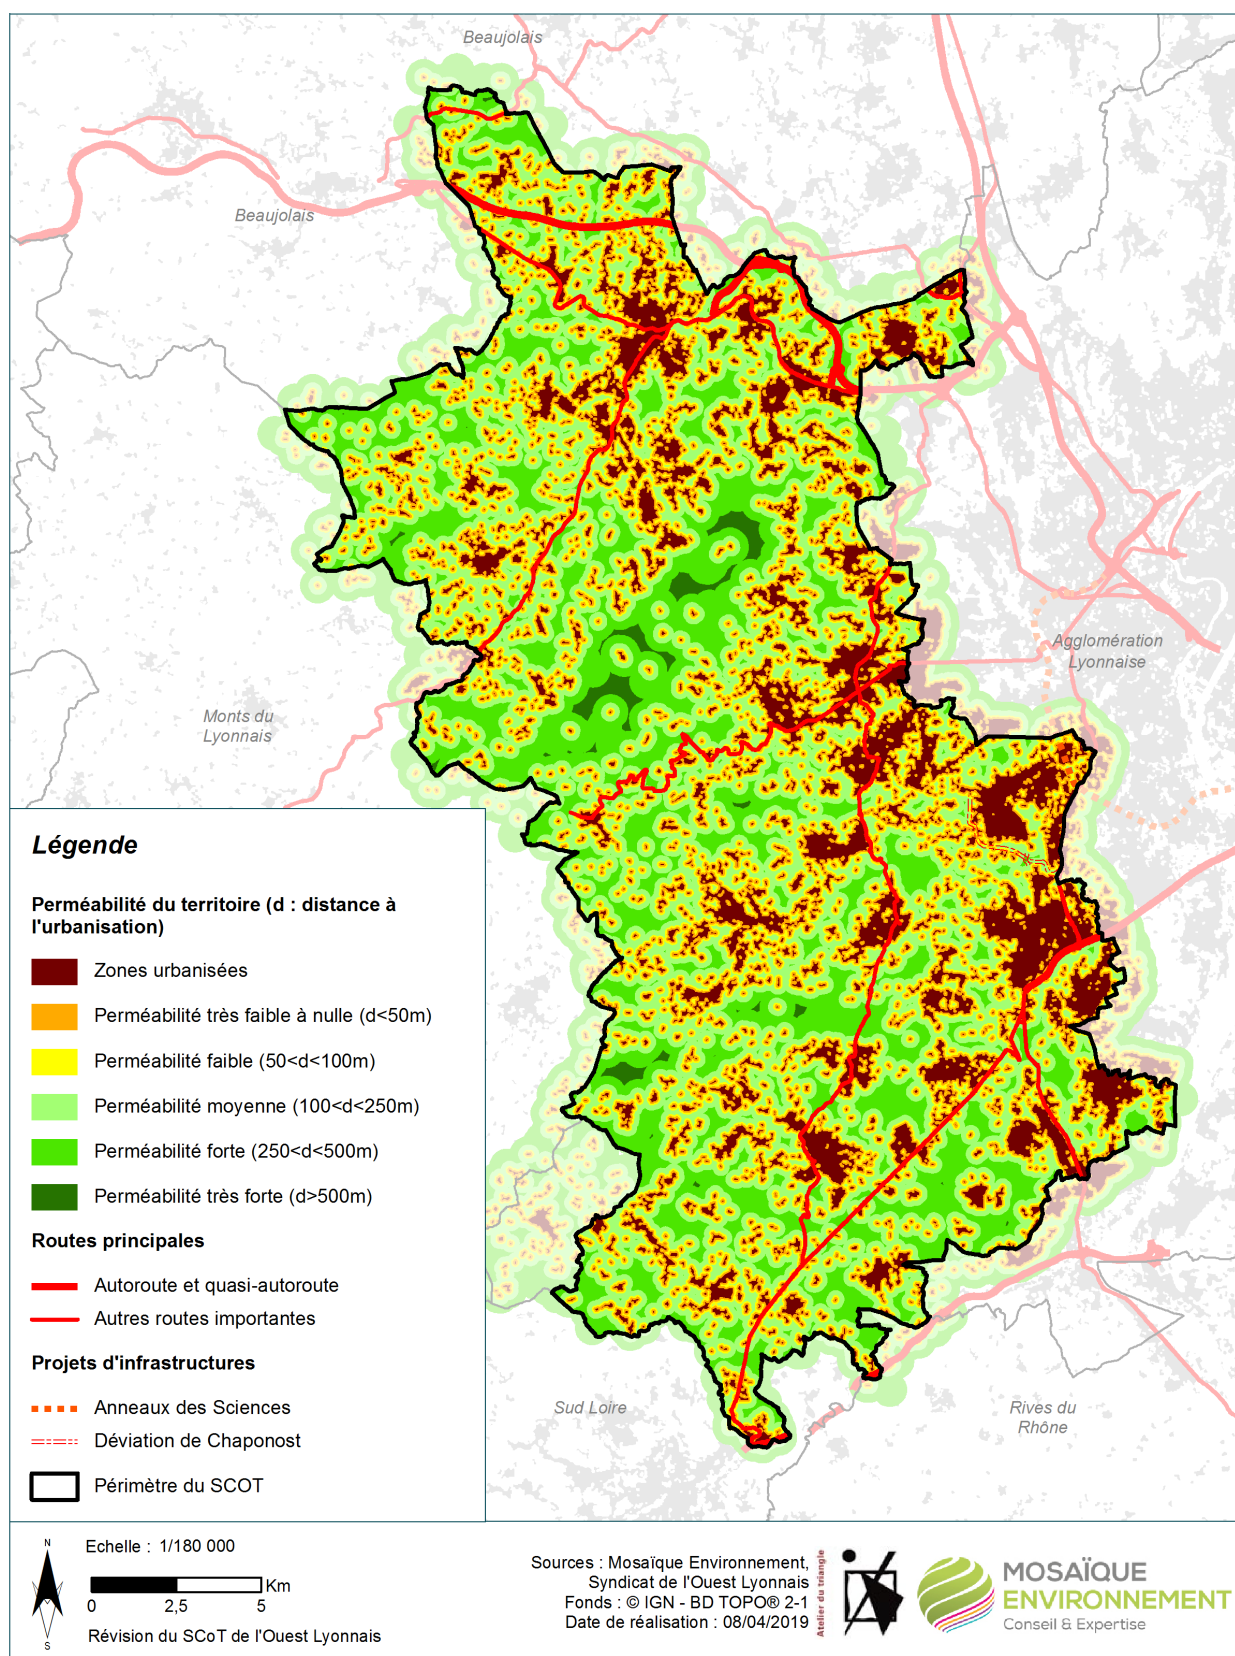 Beaujolais
Beaujolais
Agglomération
Lyonnaise
Monts du
Lyonnais
Légende
Perméabilité du territoire (d : distance à
l'urbanisation)
Zones urbanisées
Perméabilité très faible à nulle (d<50m)
Perméabilité faible (50<d<100m)
Perméabilité moyenne (100<d<250m)
Perméabilité forte (250<d<500m)
Perméabilité très forte (d>500m)
Routes principales
Autoroute et quasi-autoroute
Autres routes importantes
Projets d'infrastructures
Anneaux des Sciences
Déviation de Chaponost
Périmètre du SCOT
Sud Loire
Rives du
Rhône
N
S
Echelle : 1/180 000
Km
0 2,5 5
Révision du SCoT de l'Ouest Lyonnais
Sources : Mosaïque Environnement,
Syndicat de l'Ouest Lyonnais
Fonds : © IGN - BD TOPO® 2-1
Date de réalisation : 08/04/2019
Atelier du triangle
MOSAÏQUE
ENVIRONNEMENT
Conseil & Expertise